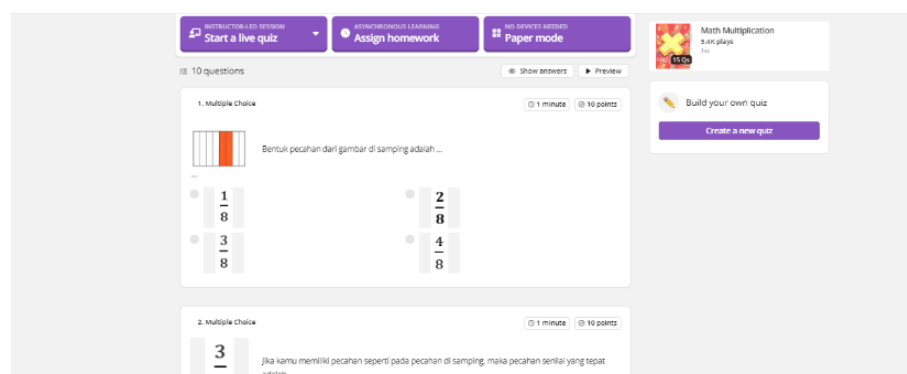 INSTRUCTOR-LED SESSION
Start a live quiz
ASYNCHRONOUS LEARNING
Assign homework
NO DEVICES NEEDED
Paper mode
10 questions
Show answers
Preview
1. Multiple Choice
1 minute
10 points
Bentuk pecahan dari gambar di samping adalah ...
1
8
2
8
3
8
4
8
2. Multiple Choice
1 minute
10 points
3
Jika kamu memiliki pecahan seperti pada pecahan di samping, maka pecahan senilai yang tepat
adalah
Math Multiplication
5.4K plays
15 Qs
Build your own quiz
Create a new quiz